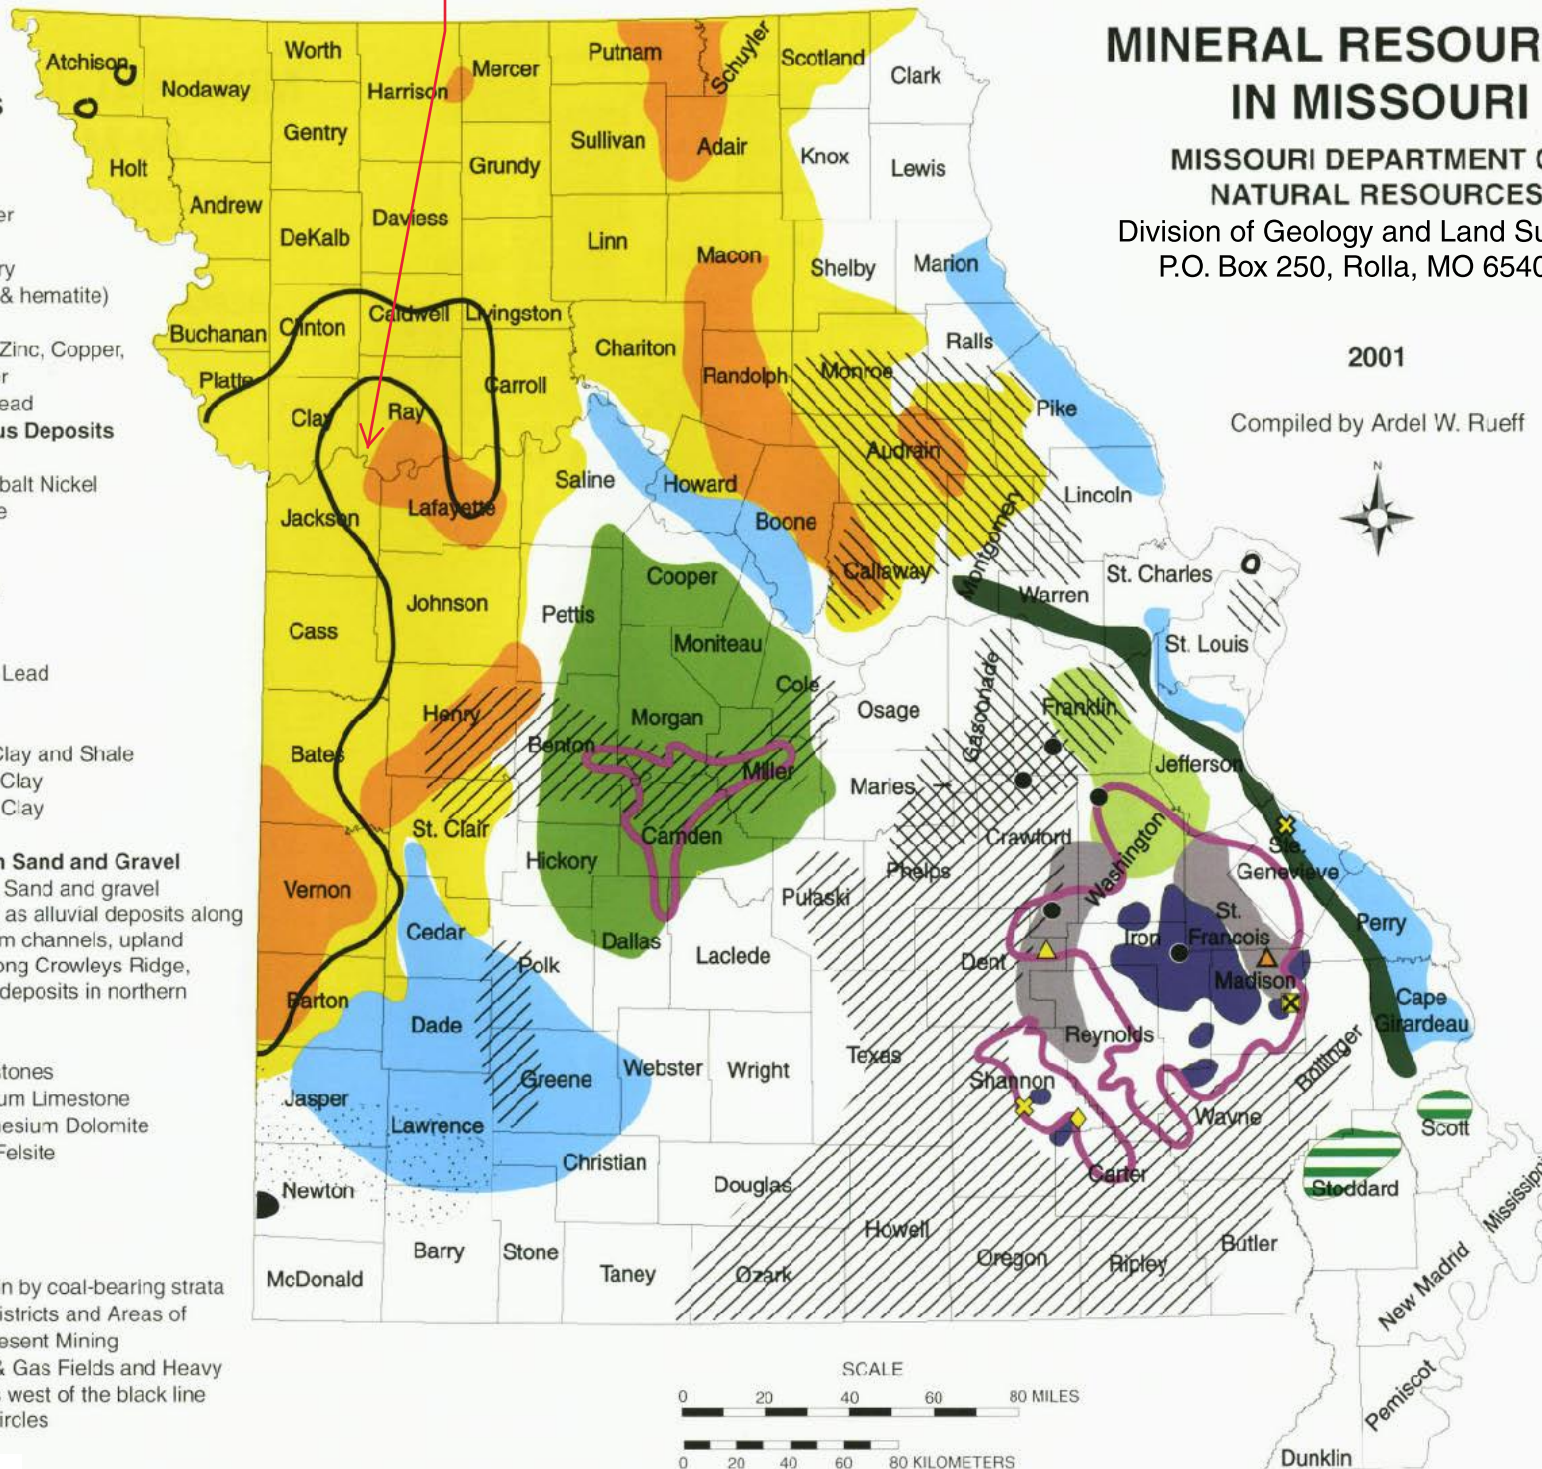 MINERAL RESOUR
IN MISSOURI
MISSOURI DEPARTMENT
NATURAL RESOURCES
Division of Geology and Land Su
P.O. Box 250, Rolla, MO 6540
2001
Compiled by Ardel W. Rueff
N
s
er
ry
& hematite)
Zinc, Copper,
r
ead
us Deposits
balt Nickel
e
Lead
Clay and Shale
Clay
Clay
n Sand and Gravel
Sand and gravel
as alluvial deposits along
m channels, upland
ong Crowleys Ridge,
deposits in northern
tones
um Limestone
nesium Dolomite
Felsite
in by coal-bearing strata
istricts and Areas of
esent Mining
& Gas Fields and Heavy
s west of the black line
ircles
Atchison
Nodaway
Worth
Harrison
Mercer
Putnam
Schuyler
Scotland
Clark
Gentry
Holt
Grundy
Sullivan
Adair
Knox
Lewis
Andrew
DeKalb
Daviess
Linn
Macon
Shelby
Marion
Buchanan
Clinton
Caldwell
Livingston
Chariton
Randolph
Monroe
Ralls
Platte
Clay
Ray
Carroll
Pike
Audrain
Saline
Howard
Lincoln
Jackson
Lafayette
Boone
Montgomery
Callaway
Warren
St. Charles
Cooper
Johnson
Pettis
Cass
Moniteau
St. Louis
Cole
Osage
Gasconade
Franklin
Henry
Morgan
Benton
Bates
Miller
Maries
Jefferson
St. Clair
Camden
Crawford
Washington
Ste.
Genevieve
Hickory
Phelps
Vernon
Pulaski
St.
Francois
Perry
Cedar
Dallas
Laclede
Polk
Dent
Iron
Madison
Barton
Dade
Cape
Girardeau
Reynolds
Texas
Bollinger
Webster
Wright
Greene
Shannon
Jasper
Lawrence
Wayne
Scott
Christian
Douglas
Carter
Stoddard
Mississipi
Newton
Howell
Barry
Stone
Taney
Ozark
Oregon
Ripley
Butler
McDonald
New Madrid
Pemiscot
Dunklin
SCALE
0 20 40 60 80 MILES
0 20 40 60 80 KILOMETERS